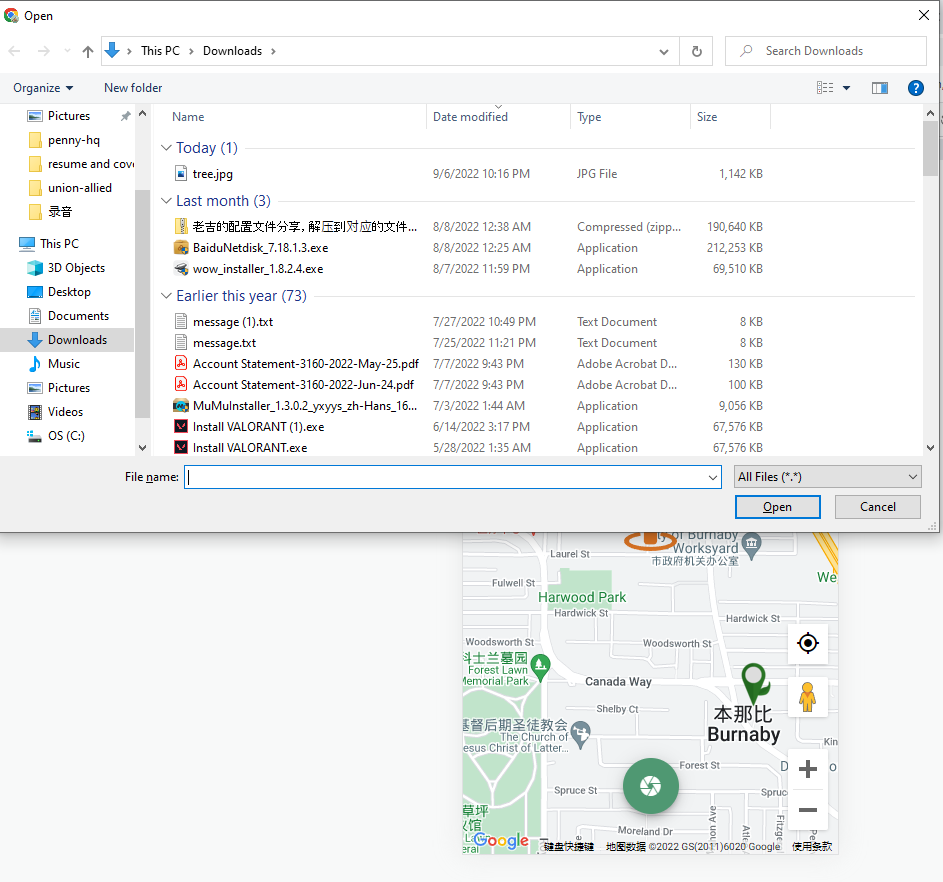 Open
This PC > Downloads >
Search Downloads
Organize
New folder
Pictures
penny-hq
resume and cove
union-allied
录音
This PC
3D Objects
Desktop
Documents
Downloads
Music
Pictures
Videos
OS (C:)
Name Date modified Type Size
Today (1)
tree.jpg 9/6/2022 10:16 PM JPG File 1,142 KB
Last month (3)
老吉的配置文件分享，解压到对应的文件... 8/8/2022 12:38 AM Compressed (zipp... 190,640 KB
BaiduNetdisk_7.18.1.3.exe 8/8/2022 12:25 AM Application 212,253 KB
wow_installer_1.8.2.4.exe 8/7/2022 11:59 PM Application 69,510 KB
Earlier this year (73)
message (1).txt 7/27/2022 10:49 PM Text Document 8 KB
message.txt 7/25/2022 11:21 PM Text Document 8 KB
Account Statement-3160-2022-May-25.pdf 7/7/2022 9:43 PM Adobe Acrobat D... 130 KB
Account Statement-3160-2022-Jun-24.pdf 7/7/2022 9:43 PM Adobe Acrobat D... 100 KB
MuMuInstaller_1.3.0.2_yxyys_zh-Hans_16... 7/3/2022 1:44 AM Application 9,056 KB
Install VALORANT (1).exe 6/14/2022 3:17 PM Application 67,576 KB
Install VALORANT.exe 5/28/2022 1:35 AM Application 67,576 KB
File name:
All Files (*.*)
Open
Cancel
y of Burnaby
Worksyard
市政府机关办公室
Laurel St
We
Fulwell St
Harwood Park
Hardwick St
Hardwick St
Woodsworth St
Woodsworth St
科士兰墓园
Forest Lawn
Memorial Park
Canada Way
Shelby Ct
本那比
Burnaby
基督后期圣徒教会
The Church of
esus Christ of Latter...
Kin
D
o
Forest St
Spruce St
Spruc
草坪
仪馆
Law
eral
Moreland Dr
non Ave
Atle
Fitzg
Google
键盘快捷键 地图数据 ©2022 GS(2011)6020 Google 使用条款